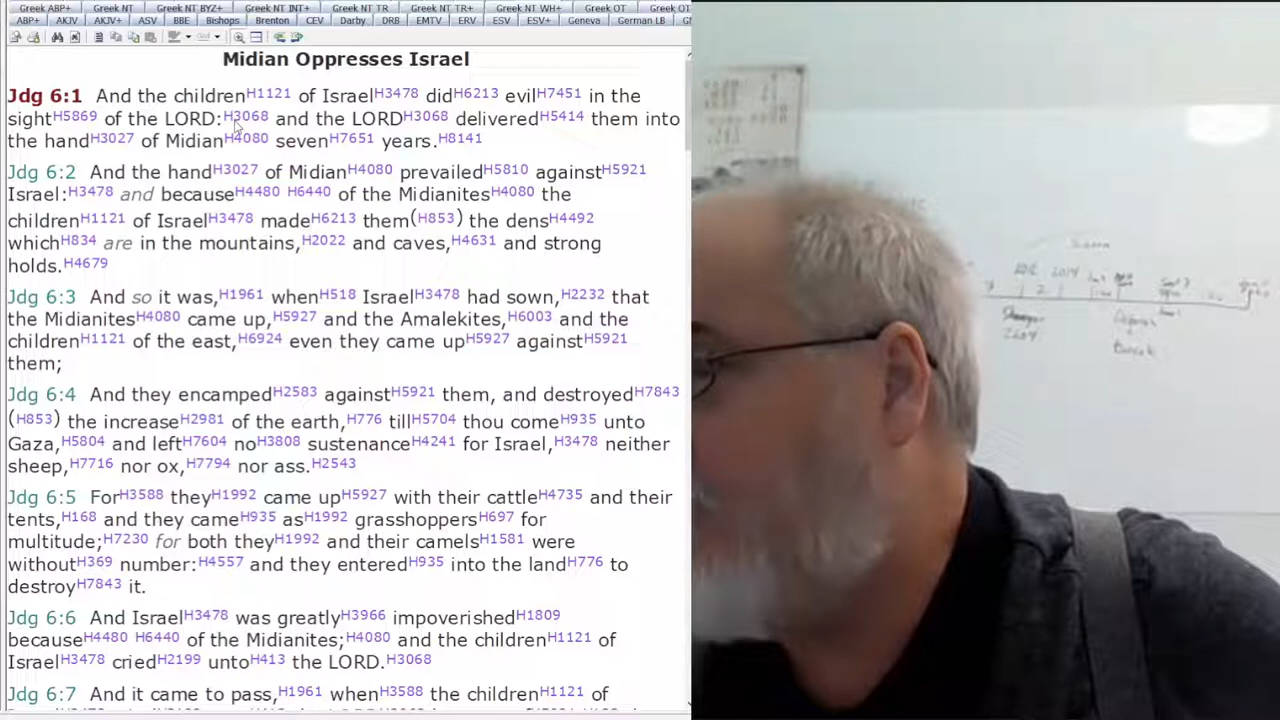 Greek ABP+ Greek NT Greek NT BYZ+ Greek NT INT+ Greek NT TR Greek NT TR+ Greek NT WH+ Greek OT Greek OT
ABP+ AKJV AKJV+ ASV BBE Bishops Brenton CEV Darby DRB EMTV ERV ESV ESV+ Geneva German LB
Midian Oppresses Israel
Jdg 6:1 And the childrenH1121 of IsraelH3478 didH6213 evilH7451 in the
sightH5869 of the LORD:H3068 and the LORDH3068 deliveredH5414 them into
the handH3027 of MidianH4080 sevenH7651 years.H8141
Jdg 6:2 And the handH3027 of MidianH4080 prevailedH5810 againstH5921
Israel:H3478 and becauseH4480 H6440 of the MidianitesH4080 the
childrenH1121 of IsraelH3478 madeH6213 them(H853) the densH4492
whichH834 are in the mountains,H2022 and caves,H4631 and strong
holds.H4679
Jdg 6:3 And so it was,H1961 whenH518 IsraelH3478 had sown,H2232 that
the MidianitesH4080 came up,H5927 and the Amalekites,H6003 and the
childrenH1121 of the east,H6924 even they came upH5927 againstH5921
them;
Jdg 6:4 And they encampedH2583 againstH5921 them, and destroyedH7843
(H853) the increaseH2981 of the earth,H776 tillH5704 thou comeH935 unto
Gaza,H5804 and leftH7604 noH3808 sustenanceH4241 for Israel,H3478 neither
sheep,H7716 nor ox,H7794 nor ass.H2543
Jdg 6:5 ForH3588 theyH1992 came upH5927 with their cattleH4735 and their
tents,H168 and they cameH935 asH1992 grasshoppersH697 for
multitude;H7230 for both theyH1992 and their camelsH1581 were
withoutH369 number:H4557 and they enteredH935 into the landH776 to
destroyH7843 it.
Jdg 6:6 And IsraelH3478 was greatlyH3966 impoverishedH1809
becauseH4480 H6440 of the Midianites;H4080 and the childrenH1121 of
IsraelH3478 criedH2199 untoH413 the LORD.H3068
Jdg 6:7 And it came to pass,H1961 whenH3588 the childrenH1121 of